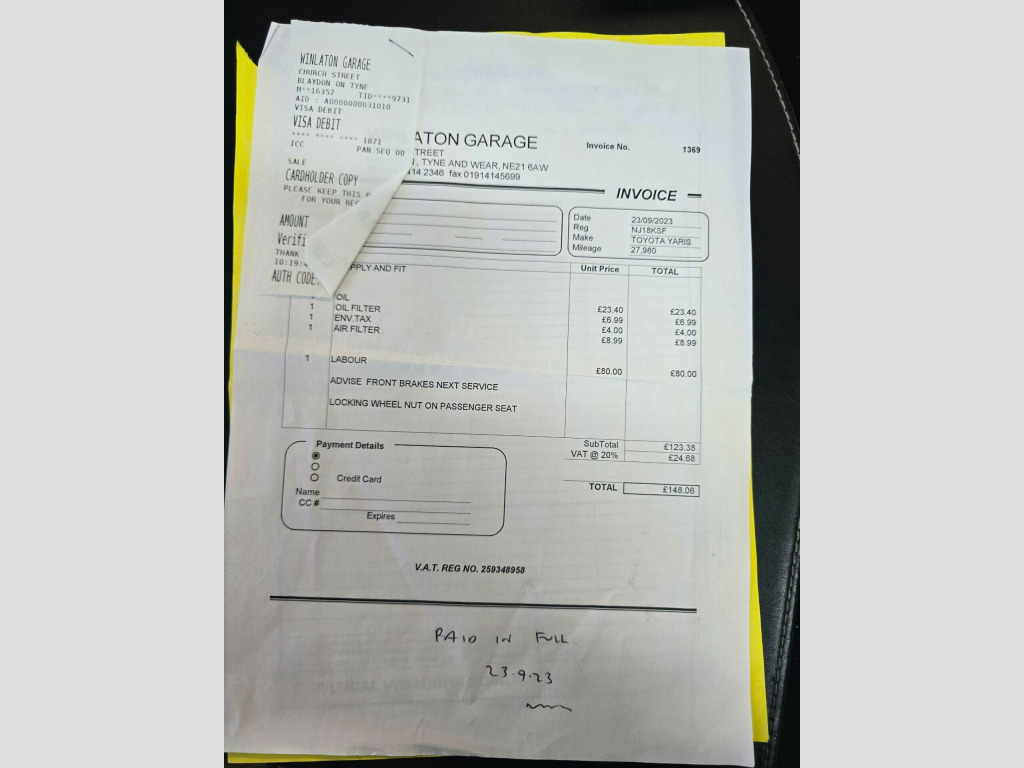 WINLATON GARAGE
CHURCH STREET
BLAYDON ON TYNE
M**16357 TID****9731
AID : A0000000031010
VISA DEBIT
VISA DEBIT
**** **** **** 1871
ICC PAN.SEQ 00
SALE
CARDHOLDER COPY
PLEASE KEEP THIS
FOR YOUR REC
AMOUNT
Verifi
THANK
10:19:
AUTH CODE:
ATON GARAGE
TREET
, TYNE AND WEAR, NE21 6AW
14 2346 fax 01914145699
Invoice No. 1369
INVOICE
Date 23/09/2023
Reg NJ18KSF
Make TOYOTA YARIS
Mileage 27,980
PPLY AND FIT Unit Price TOTAL
1 OIL £23.40 £23.40
1 OIL FILTER £6.99 £6.99
1 ENV.TAX £4.00 £4.00
1 AIR FILTER £8.99 £8.99
1 LABOUR £80.00 £80.00
ADVISE FRONT BRAKES NEXT SERVICE
LOCKING WHEEL NUT ON PASSENGER SEAT
SubTotal £123.38
VAT @ 20% £24.68
TOTAL £148.06
Payment Details
Credit Card
Name
CC #
Expires
V.A.T. REG NO. 259348958
PAID IN FULL
23.9.23